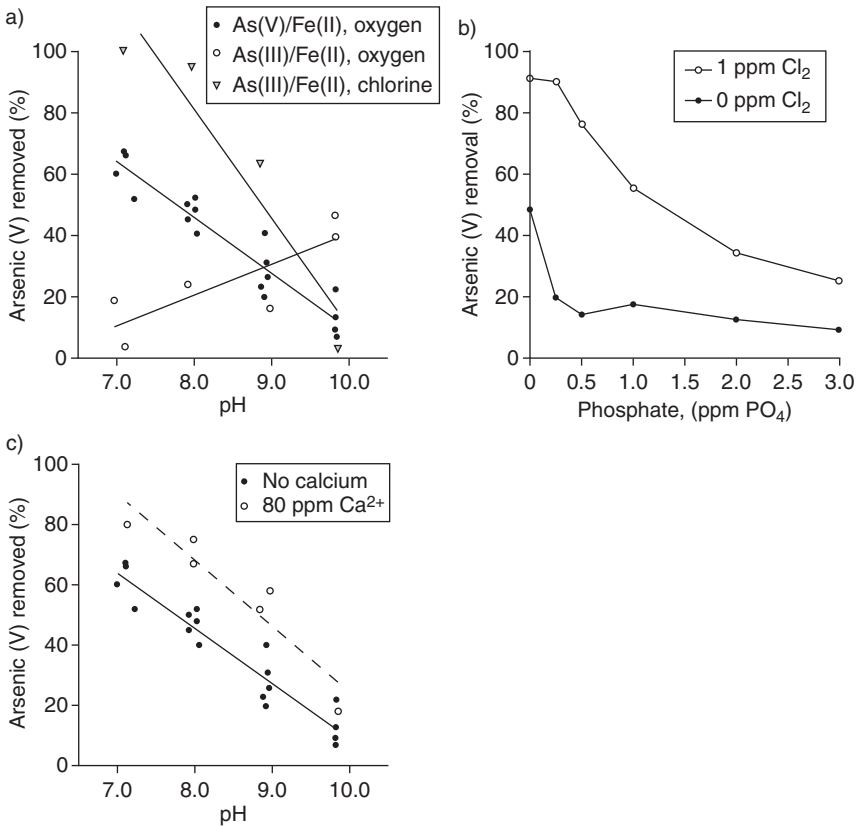 a)
As(V)/Fe(II), oxygen
As(III)/Fe(II), oxygen
As(III)/Fe(II), chlorine
Arsenic (V) removed (%)
100
80
60
40
20
0
7.0 8.0 9.0 10.0
pH
b)
1 ppm Cl₂
0 ppm Cl₂
Arsenic (V) removal (%)
100
80
60
40
20
0
0 0.5 1.0 1.5 2.0 2.5 3.0
Phosphate, (ppm PO₄)
c)
No calcium
80 ppm Ca²⁺
Arsenic (V) removed (%)
100
80
60
40
20
0
7.0 8.0 9.0 10.0
pH